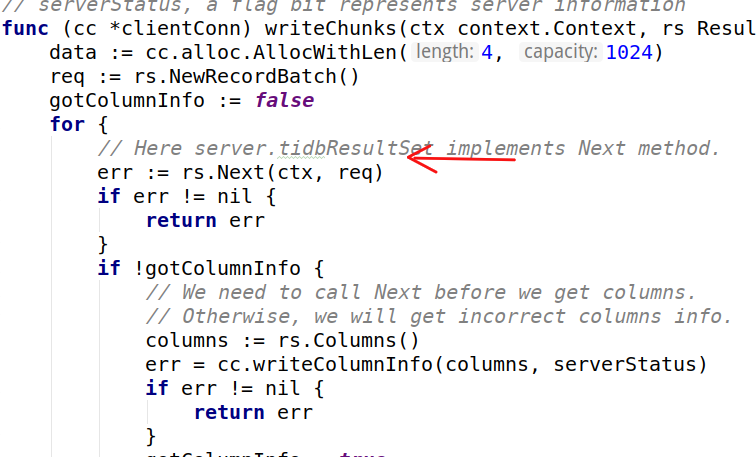 // serverStatus, a flag bit represents server information
func (cc *clientConn) writeChunks(ctx context.Context, rs Resul
data := cc.alloc.AllocWithLen( length: 4, capacity: 1024)
req := rs.NewRecordBatch()
gotColumnInfo := false
for {
// Here server.tidbResultSet implements Next method.
err := rs.Next(ctx, req)
if err != nil {
return err
}
if !gotColumnInfo {
// We need to call Next before we get columns.
// Otherwise, we will get incorrect columns info.
columns := rs.Columns()
err = cc.writeColumnInfo(columns, serverStatus)
if err != nil {
return err
}
gotColumnInfo = true